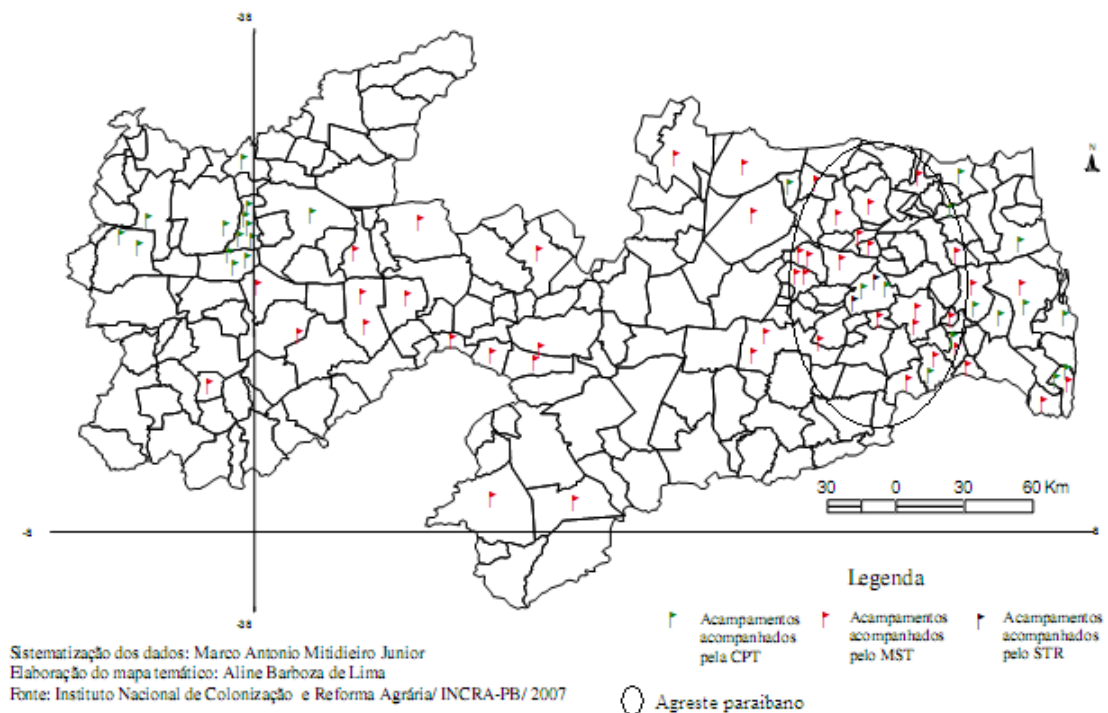 -38
N
30 0 30 60 Km
-8
-8
-38
Legenda
Acampamentos acompanhados pela CPT
Acampamentos acompanhados pelo MST
Acampamentos acompanhados pelo STR
Sistematização dos dados: Marco Antonio Mitidieiro Junior
Elaboração do mapa temático: Aline Barboza de Lima
Fonte: Instituto Nacional de Colonização e Reforma Agrária/ INCRA-PB/ 2007
Agreste paraibano